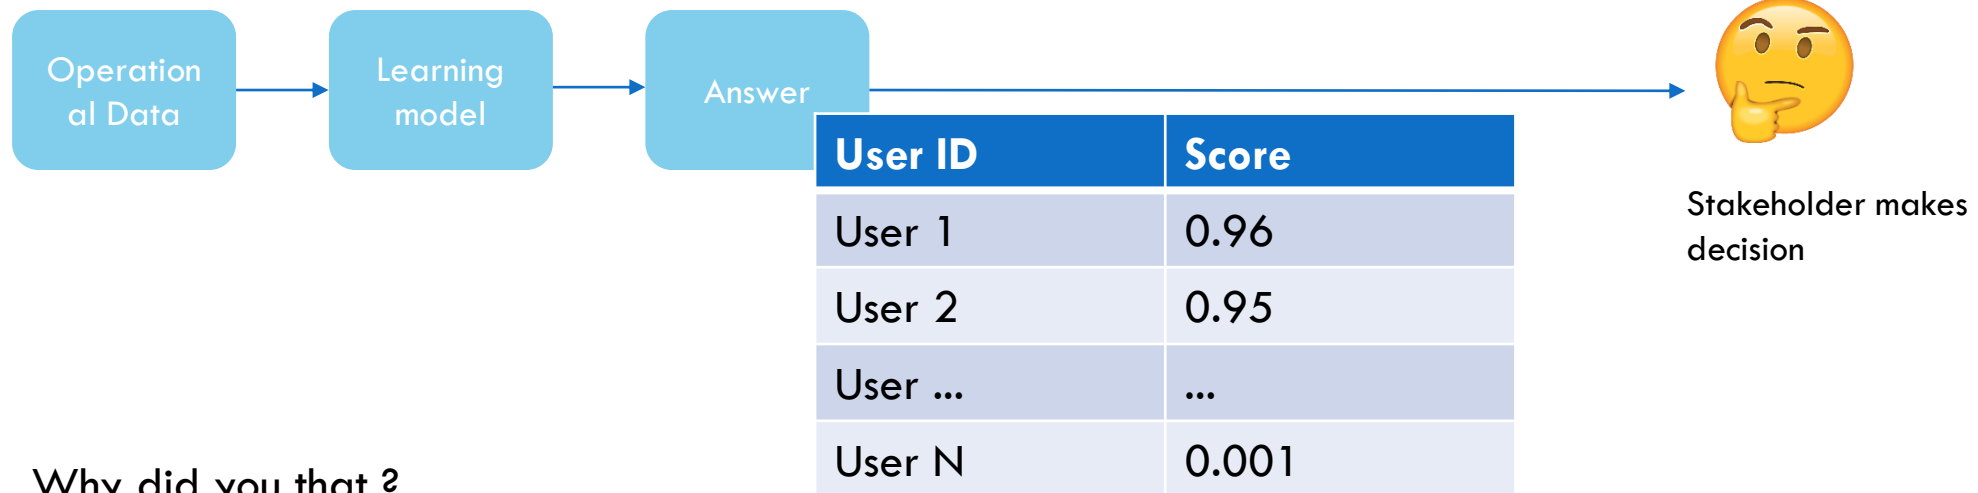 Operation
al Data
Learning
model
Answer
User ID Score
User 1 0.96
User 2 0.95
User ... ...
User N 0.001
Stakeholder makes
decision
Why did you that ?